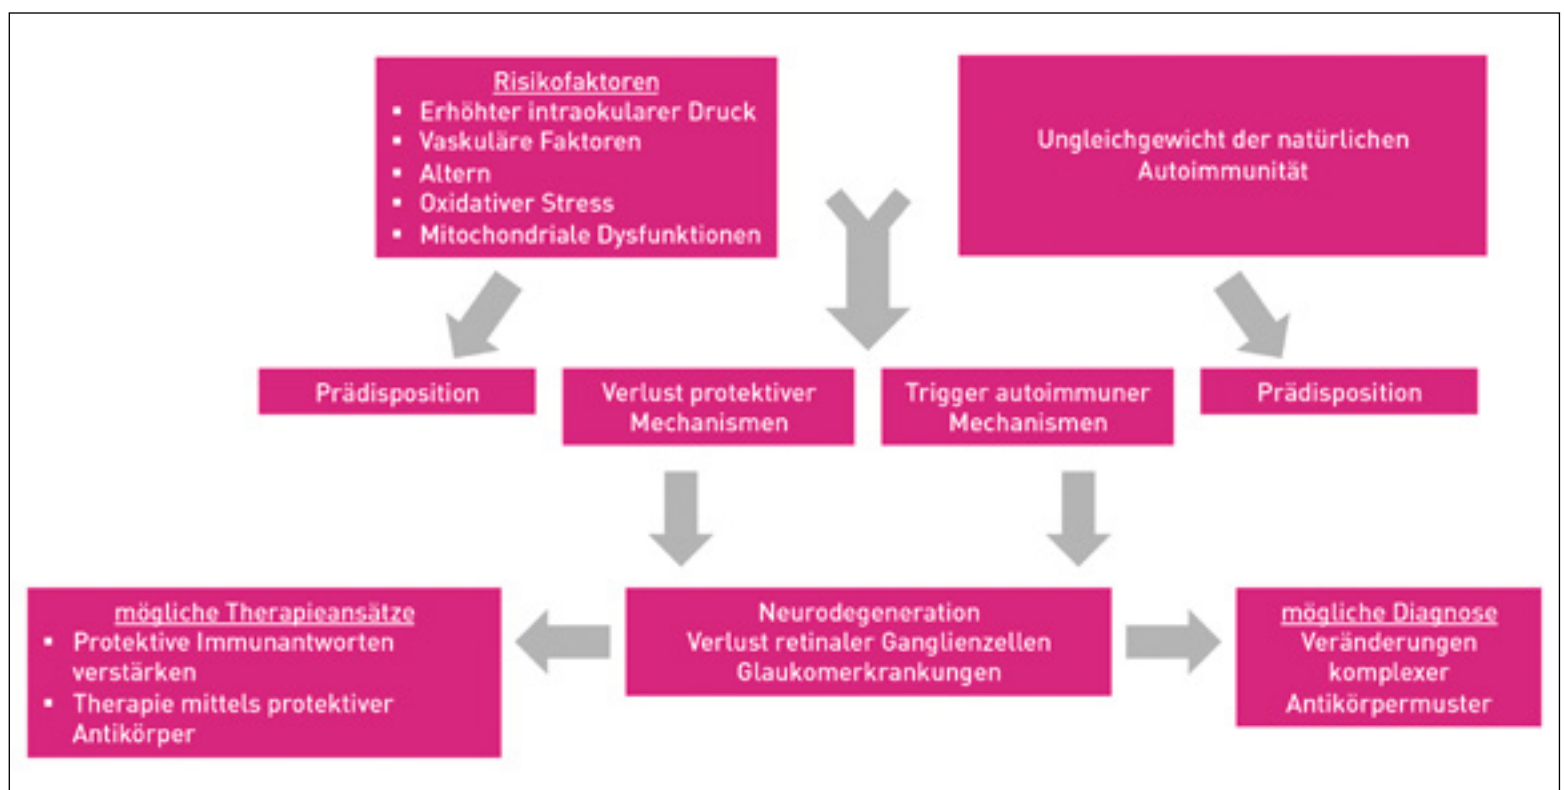 Risikofaktoren
▪ Erhöhter intraokularer Druck
▪ Vaskuläre Faktoren
▪ Altern
▪ Oxidativer Stress
▪ Mitochondriale Dysfunktionen
Ungleichgewicht der natürlichen
Autoimmunität
Prädisposition
Verlust protektiver
Mechanismen
Trigger autoimmuner
Mechanismen
Prädisposition
mögliche Therapieansätze
▪ Protektive Immunantworten
verstärken
▪ Therapie mittels protektiver
Antikörper
Neurodegeneration
Verlust retinaler Ganglienzellen
Glaukomerkrankungen
mögliche Diagnose
Veränderungen
komplexer
Antikörpermuster